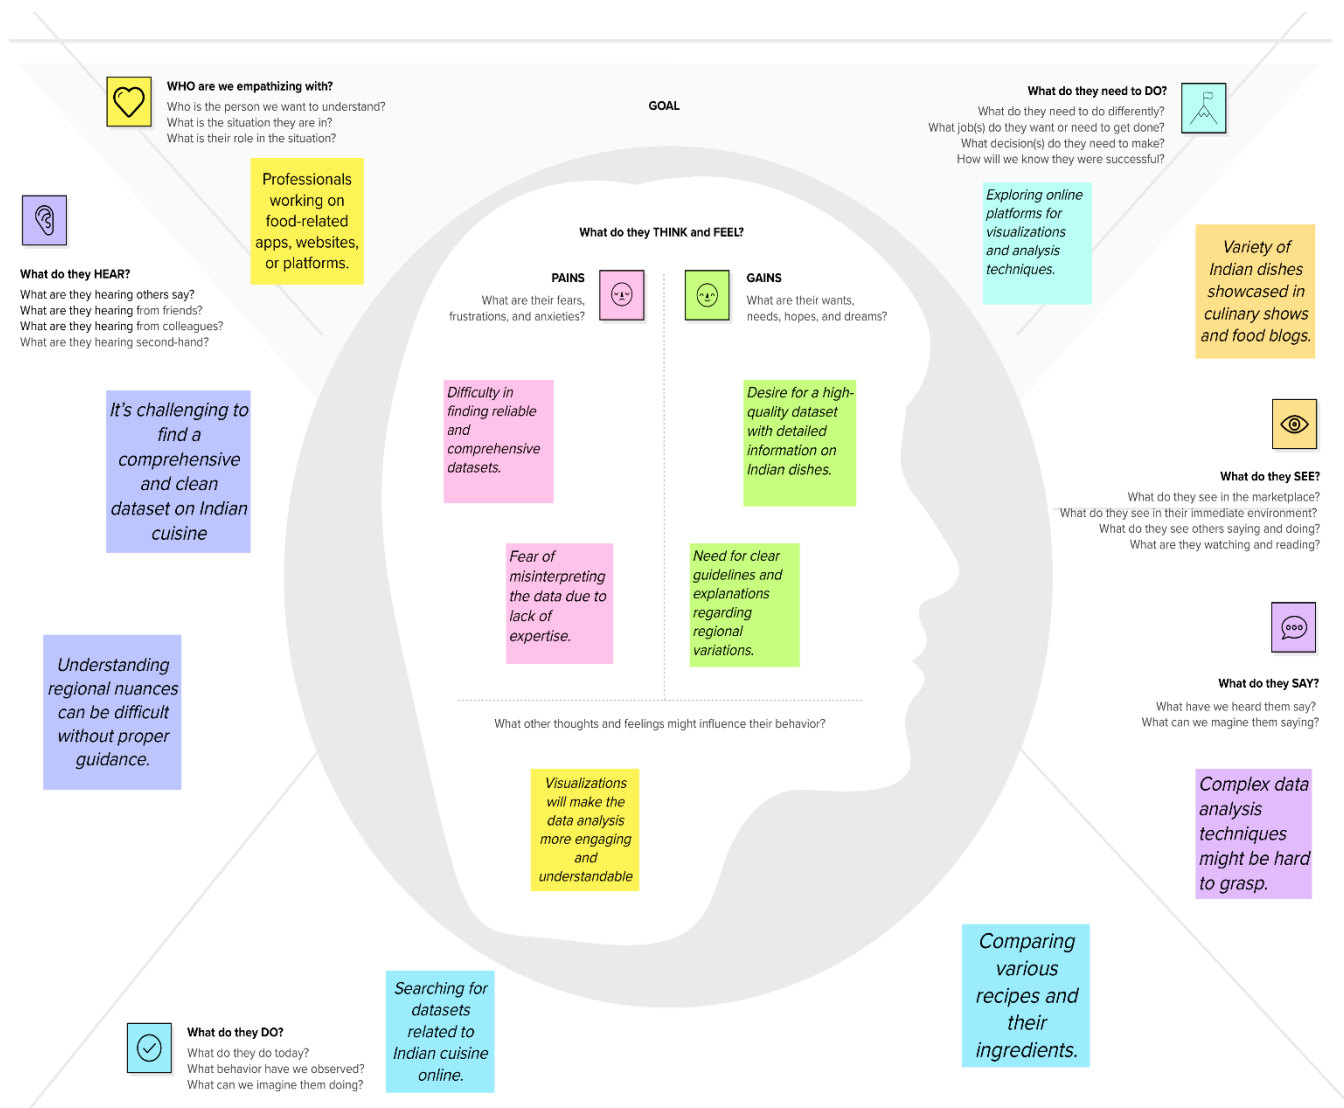 WHO are we empathizing with?
Who is the person we want to understand?
What is the situation they are in?
What is their role in the situation?
Professionals
working on
food-related
apps, websites,
or platforms.
GOAL
What do they need to DO?
What do they need to do differently?
What job(s) do they want or need to get done?
What decision(s) do they need to make?
How will we know they were successful?
Exploring online
platforms for
visualizations
and analysis
techniques.
What do they HEAR?
What are they hearing others say?
What are they hearing from friends?
What are they hearing from colleagues?
What are they hearing second-hand?
It's challenging to
find a
comprehensive
and clean
dataset on Indian
cuisine
Understanding
regional nuances
can be difficult
without proper
guidance.
What do they THINK and FEEL?
PAINS
What are their fears,
frustrations, and anxieties?
Difficulty in
finding reliable
and
comprehensive
datasets.
Fear of
misinterpreting
the data due to
lack of
expertise.
GAINS
What are their wants,
needs, hopes, and dreams?
Desire for a high-
quality dataset
with detailed
information on
Indian dishes.
Need for clear
guidelines and
explanations
regarding
regional
variations.
What other thoughts and feelings might influence their behavior?
Visualizations
will make the
data analysis
more engaging
and
understandable
Variety of
Indian dishes
showcased in
culinary shows
and food blogs.
What do they SEE?
What do they see in the marketplace?
What do they see in their immediate environment?
What do they see others saying and doing?
What are they watching and reading?
What do they SAY?
What have we heard them say?
What can we magine them saying?
Complex data
analysis
techniques
might be hard
to grasp.
What do they DO?
What do they do today?
What behavior have we observed?
What can we imagine them doing?
Searching for
datasets
related to
Indian cuisine
online.
Comparing
various
recipes and
their
ingredients.